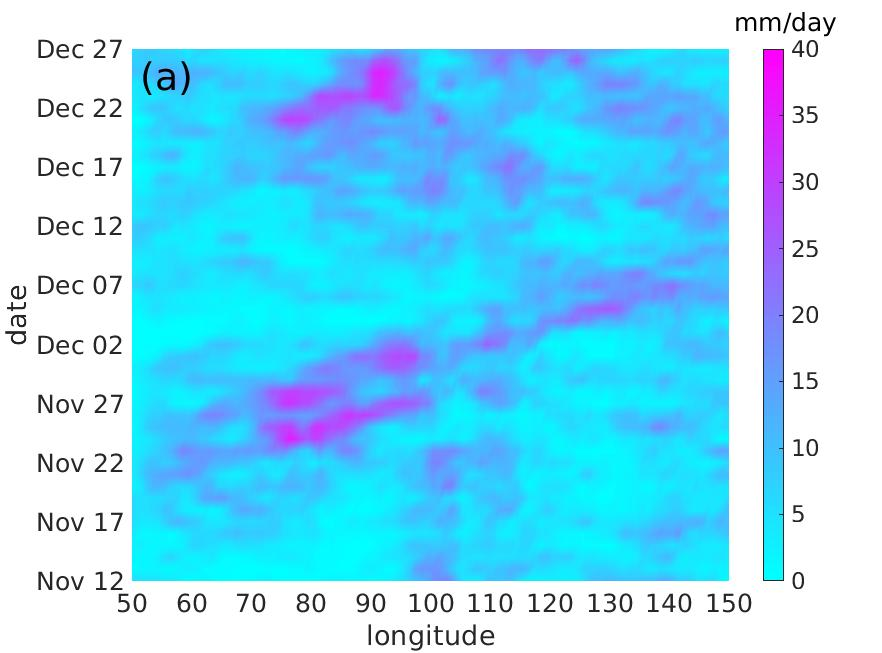 mm/day
(a)
Dec 27
Dec 22
Dec 17
Dec 12
Dec 07
Dec 02
Nov 27
Nov 22
Nov 17
Nov 12
date
50 60 70 80 90 100 110 120 130 140 150
longitude
40
35
30
25
20
15
10
5
0